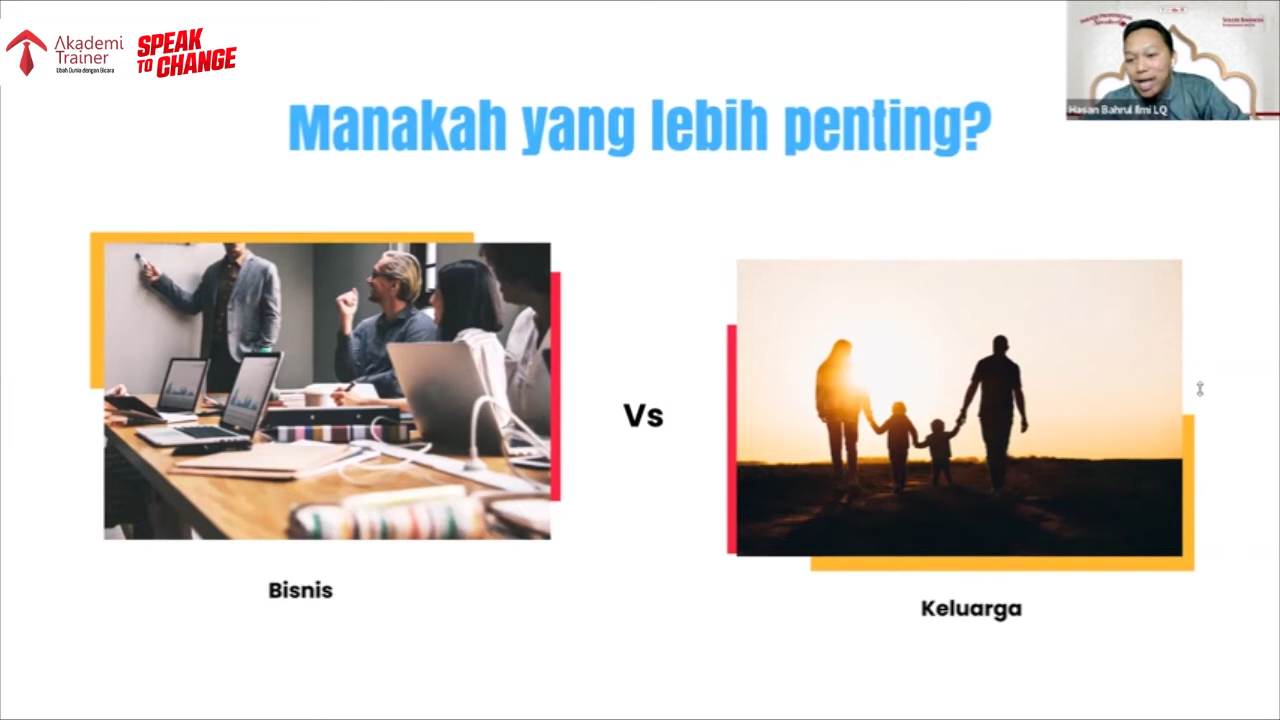 Akademi
Trainer
Ubah Dunia dengan Bicara
SPEAK
TO CHANGE
Hasan Bahrul Ilmi LQ
Manakah yang lebih penting?
Vs
Bisnis
Keluarga